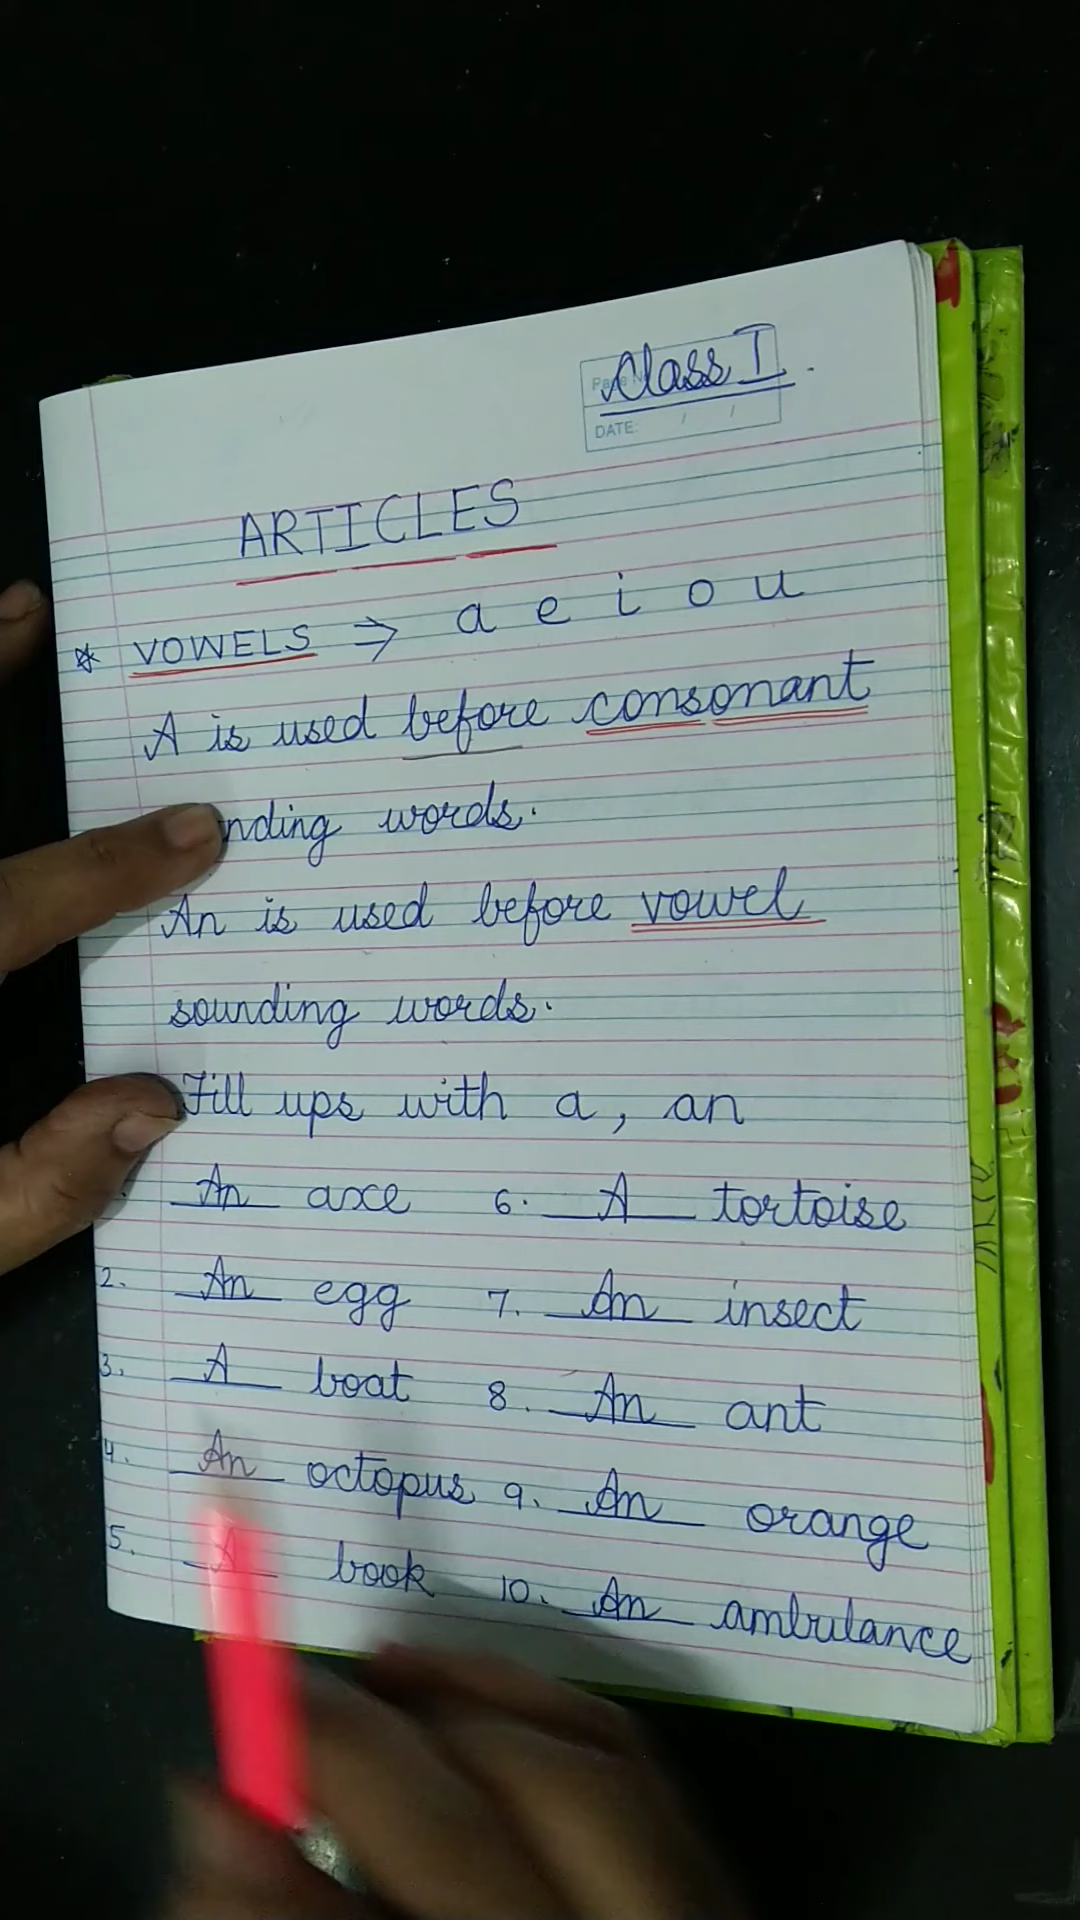 Class I.
DATE: / /
ARTICLES
* VOWELS ⇒ a e i o u
A is used before consonant
nding words.
An is used before vowel
sounding words.
Fill ups with a, an
An axe 6. A tortoise
2. An egg 7. An insect
3. A boat 8. An ant
4. An octopus 9. An orange
5. A book 10. An ambulance